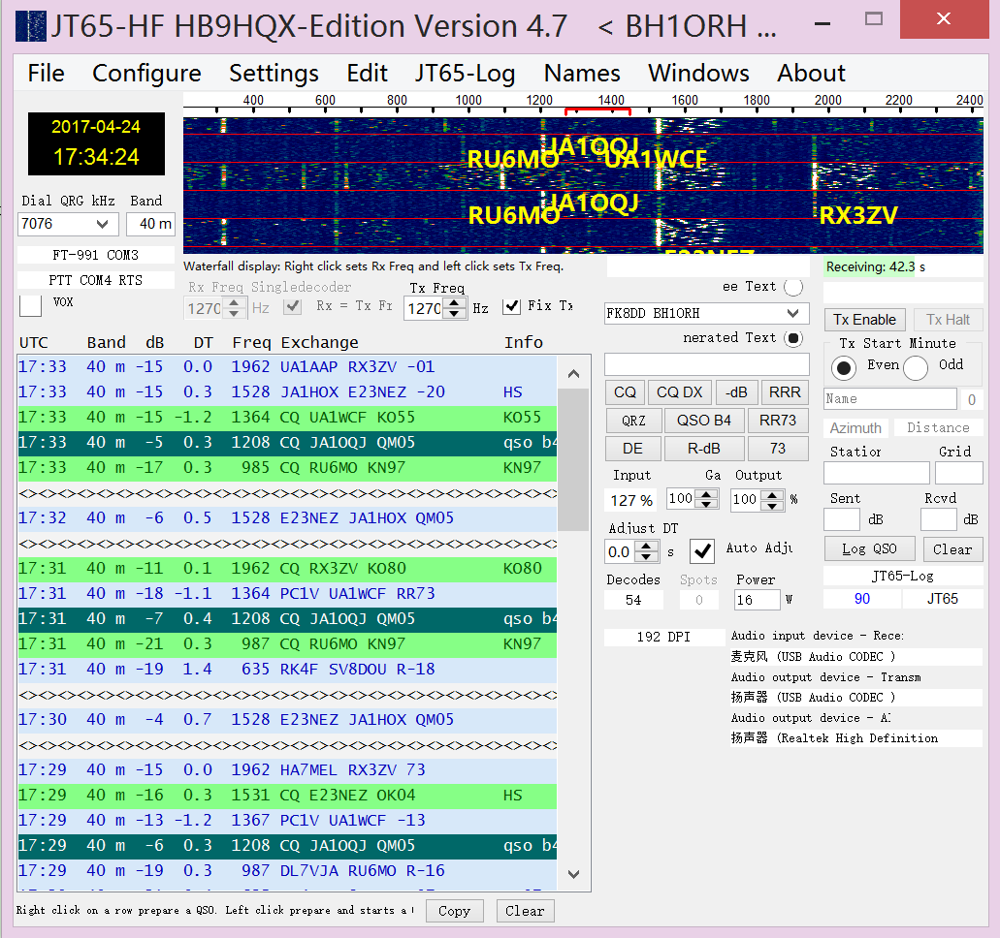 JT65-HF HB9HQX-Edition Version 4.7 < BH1ORH ...
File Configure Settings Edit JT65-Log Names Windows About
400 600 800 1000 1200 1400 1600 1800 2000 2200 2400
2017-04-24
17:34:24
JA1OQJ
RU6MO UA1WCF
JA1OQJ
RU6MO RX3ZV
E23NEZ
Dial QRG kHz Band
7076 40 m
FT-991 COM3
PTT COM4 RTS
VOX
Waterfall display: Right click sets Rx Freq and left click sets Tx Freq.
Rx Freq Singledecoder Tx Freq
1270 Hz Rx = Tx Fr 1270 Hz Fix Tx
UTC Band dB DT Freq Exchange Info
17:33 40 m -15 0.0 1962 UA1AAP RX3ZV -01
17:33 40 m -15 0.3 1528 JA1HOX E23NEZ -20 HS
17:33 40 m -15 -1.2 1364 CQ UA1WCF KO55 KO55
17:33 40 m -5 0.3 1208 CQ JA1OQJ QM05 qso b4
17:33 40 m -17 0.3 985 CQ RU6MO KN97 KN97
<><><><><><><><><><><><><><><><><><><><><><><><><><><>
17:32 40 m -6 0.5 1528 E23NEZ JA1HOX QM05
<><><><><><><><><><><><><><><><><><><><><><><><><><><>
17:31 40 m -11 0.1 1962 CQ RX3ZV KO80 KO80
17:31 40 m -18 -1.1 1364 PC1V UA1WCF RR73
17:31 40 m -7 0.4 1208 CQ JA1OQJ QM05 qso b4
17:31 40 m -21 0.3 987 CQ RU6MO KN97 KN97
17:31 40 m -19 1.4 635 RK4F SV8DOU R-18
<><><><><><><><><><><><><><><><><><><><><><><><><><><>
17:30 40 m -4 0.7 1528 E23NEZ JA1HOX QM05
<><><><><><><><><><><><><><><><><><><><><><><><><><><>
17:29 40 m -15 0.0 1962 HA7MEL RX3ZV 73
17:29 40 m -16 0.3 1531 CQ E23NEZ OK04 HS
17:29 40 m -13 -1.2 1367 PC1V UA1WCF -13
17:29 40 m -6 0.3 1208 CQ JA1OQJ QM05 qso b4
17:29 40 m -19 0.3 987 DL7VJA RU6MO R-16
Right click on a row prepare a QSO. Left click prepare and starts a
Copy Clear
ee Text
FK8DD BH1ORH
nerated Text
CQ CQ DX -dB RRR
QRZ QSO B4 RR73
DE R-dB 73
Input Ga Output
127 % 100 100 %
Adjust DT
0.0 s Auto Adju
Decodes Spots Power
54 0 16 W
192 DPI
Receiving: 42.3 s
Tx Enable Tx Halt
Tx Start Minute
Even Odd
Name 0
Azimuth Distance
Station Grid
Sent Rcvd
dB dB
Log QSO Clear
JT65-Log
90 JT65
Audio input device - Rece:
麦克风 (USB Audio CODEC )
Audio output device - Transm
扬声器 (USB Audio CODEC )
Audio output device - A
扬声器 (Realtek High Definition